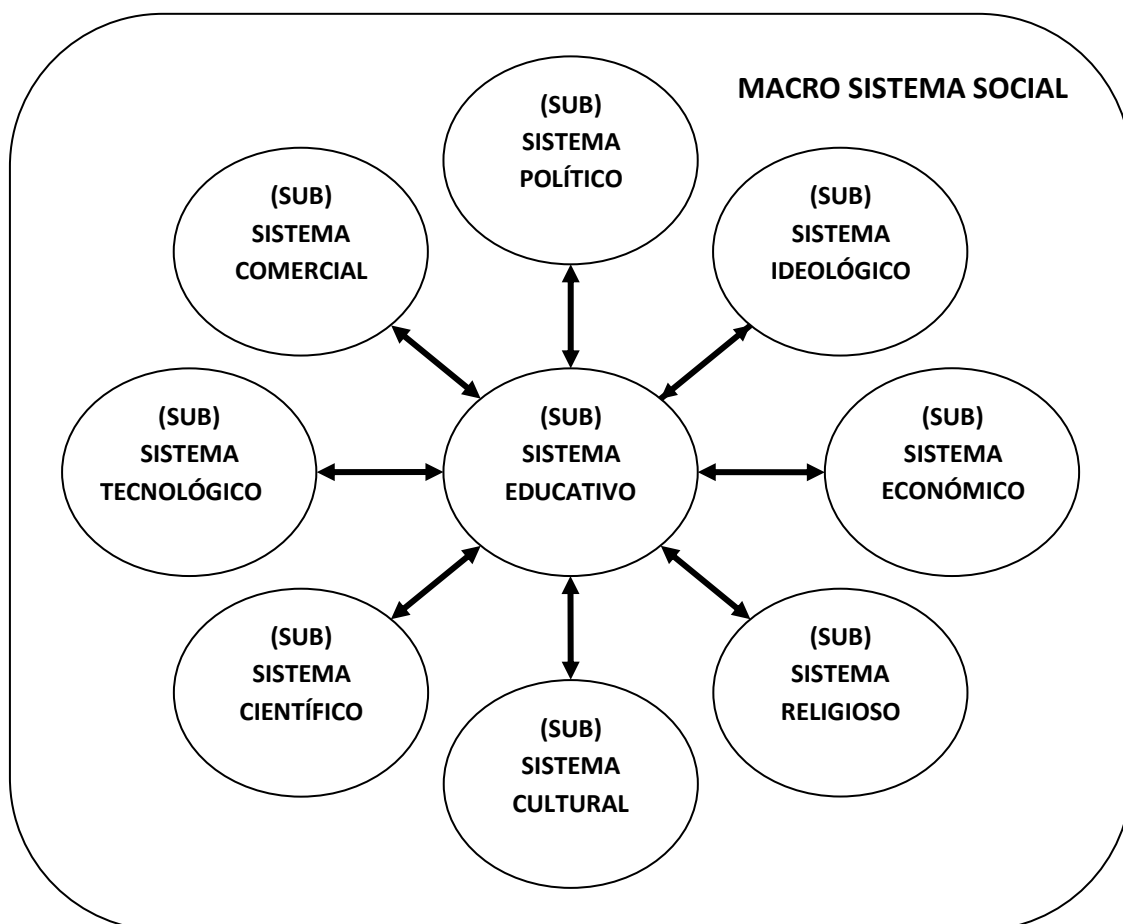 MACRO SISTEMA SOCIAL
(SUB)
SISTEMA
POLÍTICO
(SUB)
SISTEMA
COMERCIAL
(SUB)
SISTEMA
IDEOLÓGICO
(SUB)
SISTEMA
TECNOLÓGICO
(SUB)
SISTEMA
EDUCATIVO
(SUB)
SISTEMA
ECONÓMICO
(SUB)
SISTEMA
CIENTÍFICO
(SUB)
SISTEMA
CULTURAL
(SUB)
SISTEMA
RELIGIOSO